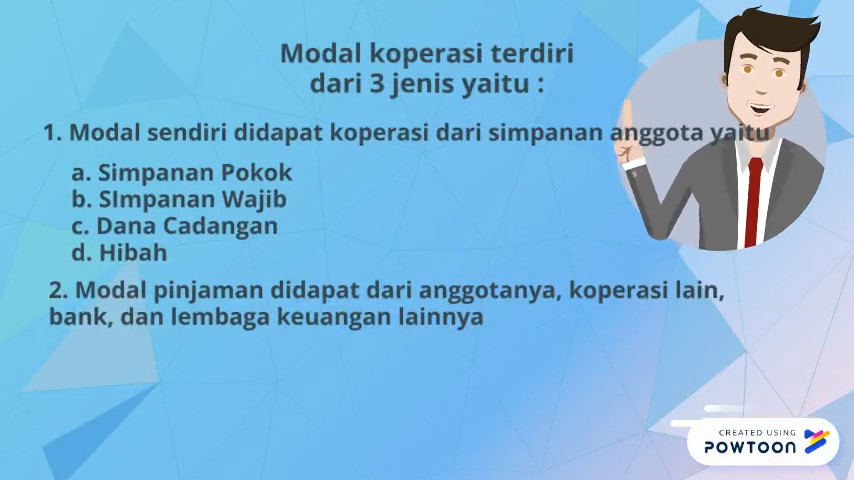 Modal koperasi terdiri
dari 3 jenis yaitu :
1. Modal sendiri didapat koperasi dari simpanan anggota yaitu
a. Simpanan Pokok
b. SImpanan Wajib
c. Dana Cadangan
d. Hibah
2. Modal pinjaman didapat dari anggotanya, koperasi lain,
bank, dan lembaga keuangan lainnya
CREATED USING
POWTOON